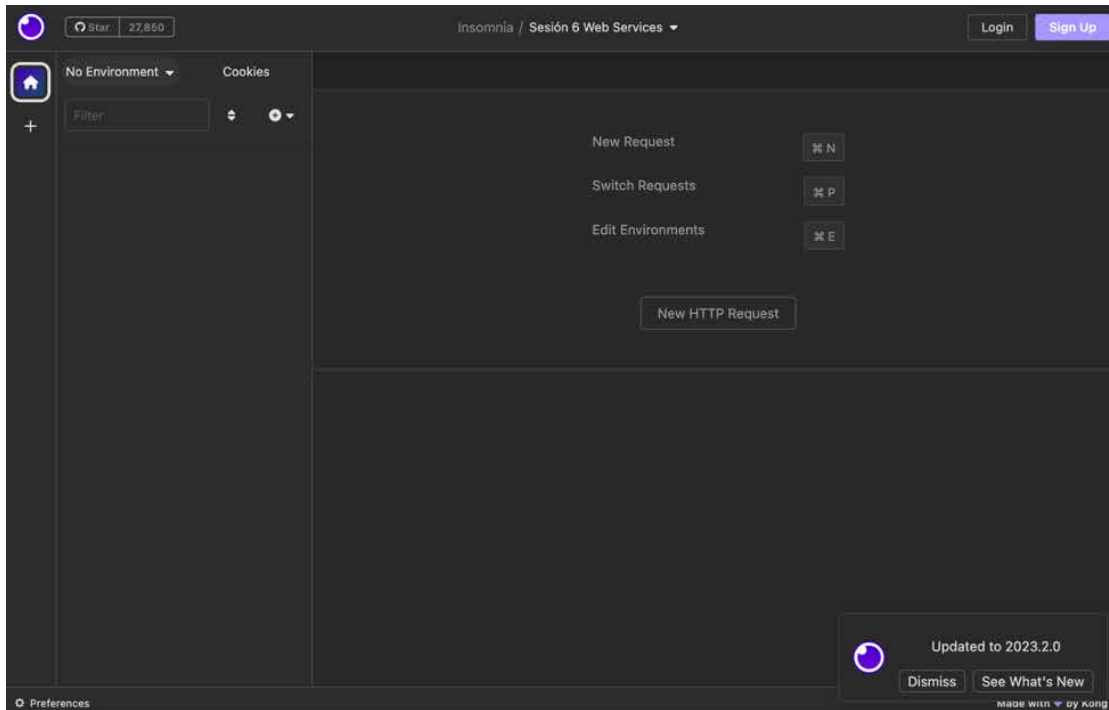 Star 27,850
Insomnia / Sesión 6 Web Services
Login
Sign Up
No Environment
Cookies
Filter
New Request ⌘ N
Switch Requests ⌘ P
Edit Environments ⌘ E
New HTTP Request
Updated to 2023.2.0
Dismiss
See What's New
Preferences
Made with ♥ by Kong